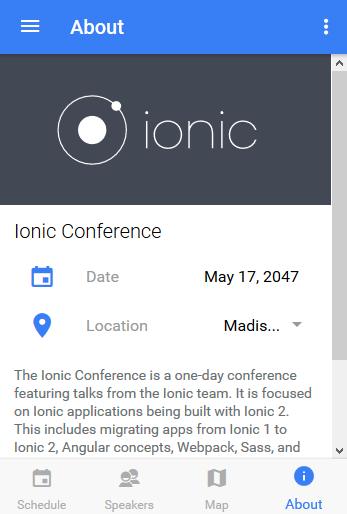 About
ionic
Ionic Conference
Date May 17, 2047
Location Madis...
The Ionic Conference is a one-day conference
featuring talks from the Ionic team. It is focused
on Ionic applications being built with Ionic 2.
This includes migrating apps from Ionic 1 to
Ionic 2, Angular concepts, Webpack, Sass, and
Schedule Speakers Map About